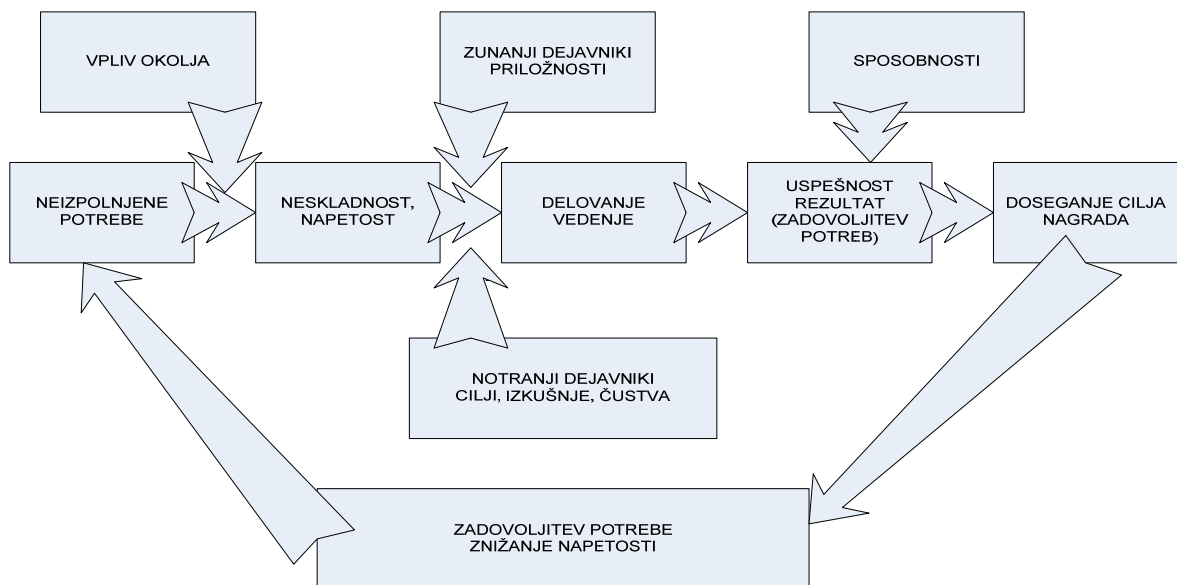 VPLIV OKOLJA
ZUNANJI DEJAVNIKI
PRILOŽNOSTI
SPOSOBNOSTI
NEIZPOLNJENE
POTREBE
NESKLADNOST,
NAPETOST
DELOVANJE
VEDENJE
USPEŠNOST
REZULTAT
(ZADOVOLJITEV
POTREB)
DOSEGANJE CILJA
NAGRADA
NOTRANJI DEJAVNIKI
CILJI, IZKUŠNJE, ČUSTVA
ZADOVOLJITEV POTREBE
ZNIŽANJE NAPETOSTI